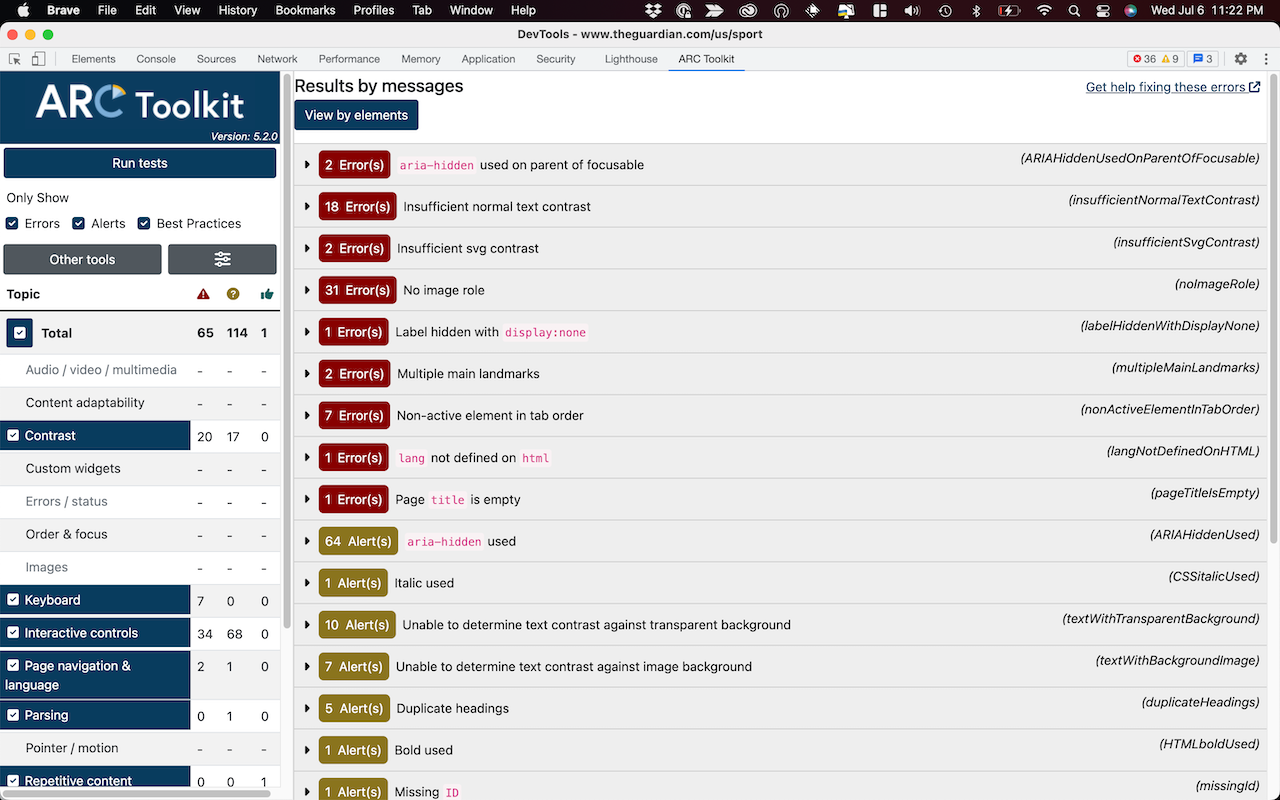 Brave File Edit View History Bookmarks Profiles Tab Window Help Wed Jul 6 11:22 PM
DevTools - www.theguardian.com/us/sport
Elements Console Sources Network Performance Memory Application Security Lighthouse ARC Toolkit 36 9 3
ARC Toolkit
Version: 5.2.0
Run tests
Only Show
Errors Alerts Best Practices
Other tools
Topic
Total 65 114 1
Audio / video / multimedia - - -
Content adaptability - - -
Contrast 20 17 0
Custom widgets - - -
Errors / status - - -
Order & focus - - -
Images - - -
Keyboard 7 0 0
Interactive controls 34 68 0
Page navigation & 2 1 0
language
Parsing 0 1 0
Pointer / motion - - -
Repetitive content 0 0 1
Results by messages
Get help fixing these errors
View by elements
2 Error(s) aria-hidden used on parent of focusable (ARIAHiddenUsedOnParentOfFocusable)
18 Error(s) Insufficient normal text contrast (insufficientNormalTextContrast)
2 Error(s) Insufficient svg contrast (insufficientSvgContrast)
31 Error(s) No image role (noImageRole)
1 Error(s) Label hidden with display:none (labelHiddenWithDisplayNone)
2 Error(s) Multiple main landmarks (multipleMainLandmarks)
7 Error(s) Non-active element in tab order (nonActiveElementInTabOrder)
1 Error(s) lang not defined on html (langNotDefinedOnHTML)
1 Error(s) Page title is empty (pageTitleIsEmpty)
64 Alert(s) aria-hidden used (ARIAHiddenUsed)
1 Alert(s) Italic used (CSSitalicUsed)
10 Alert(s) Unable to determine text contrast against transparent background (textWithTransparentBackground)
7 Alert(s) Unable to determine text contrast against image background (textWithBackgroundImage)
5 Alert(s) Duplicate headings (duplicateHeadings)
1 Alert(s) Bold used (HTMLboldUsed)
1 Alert(s) Missing ID (missingId)